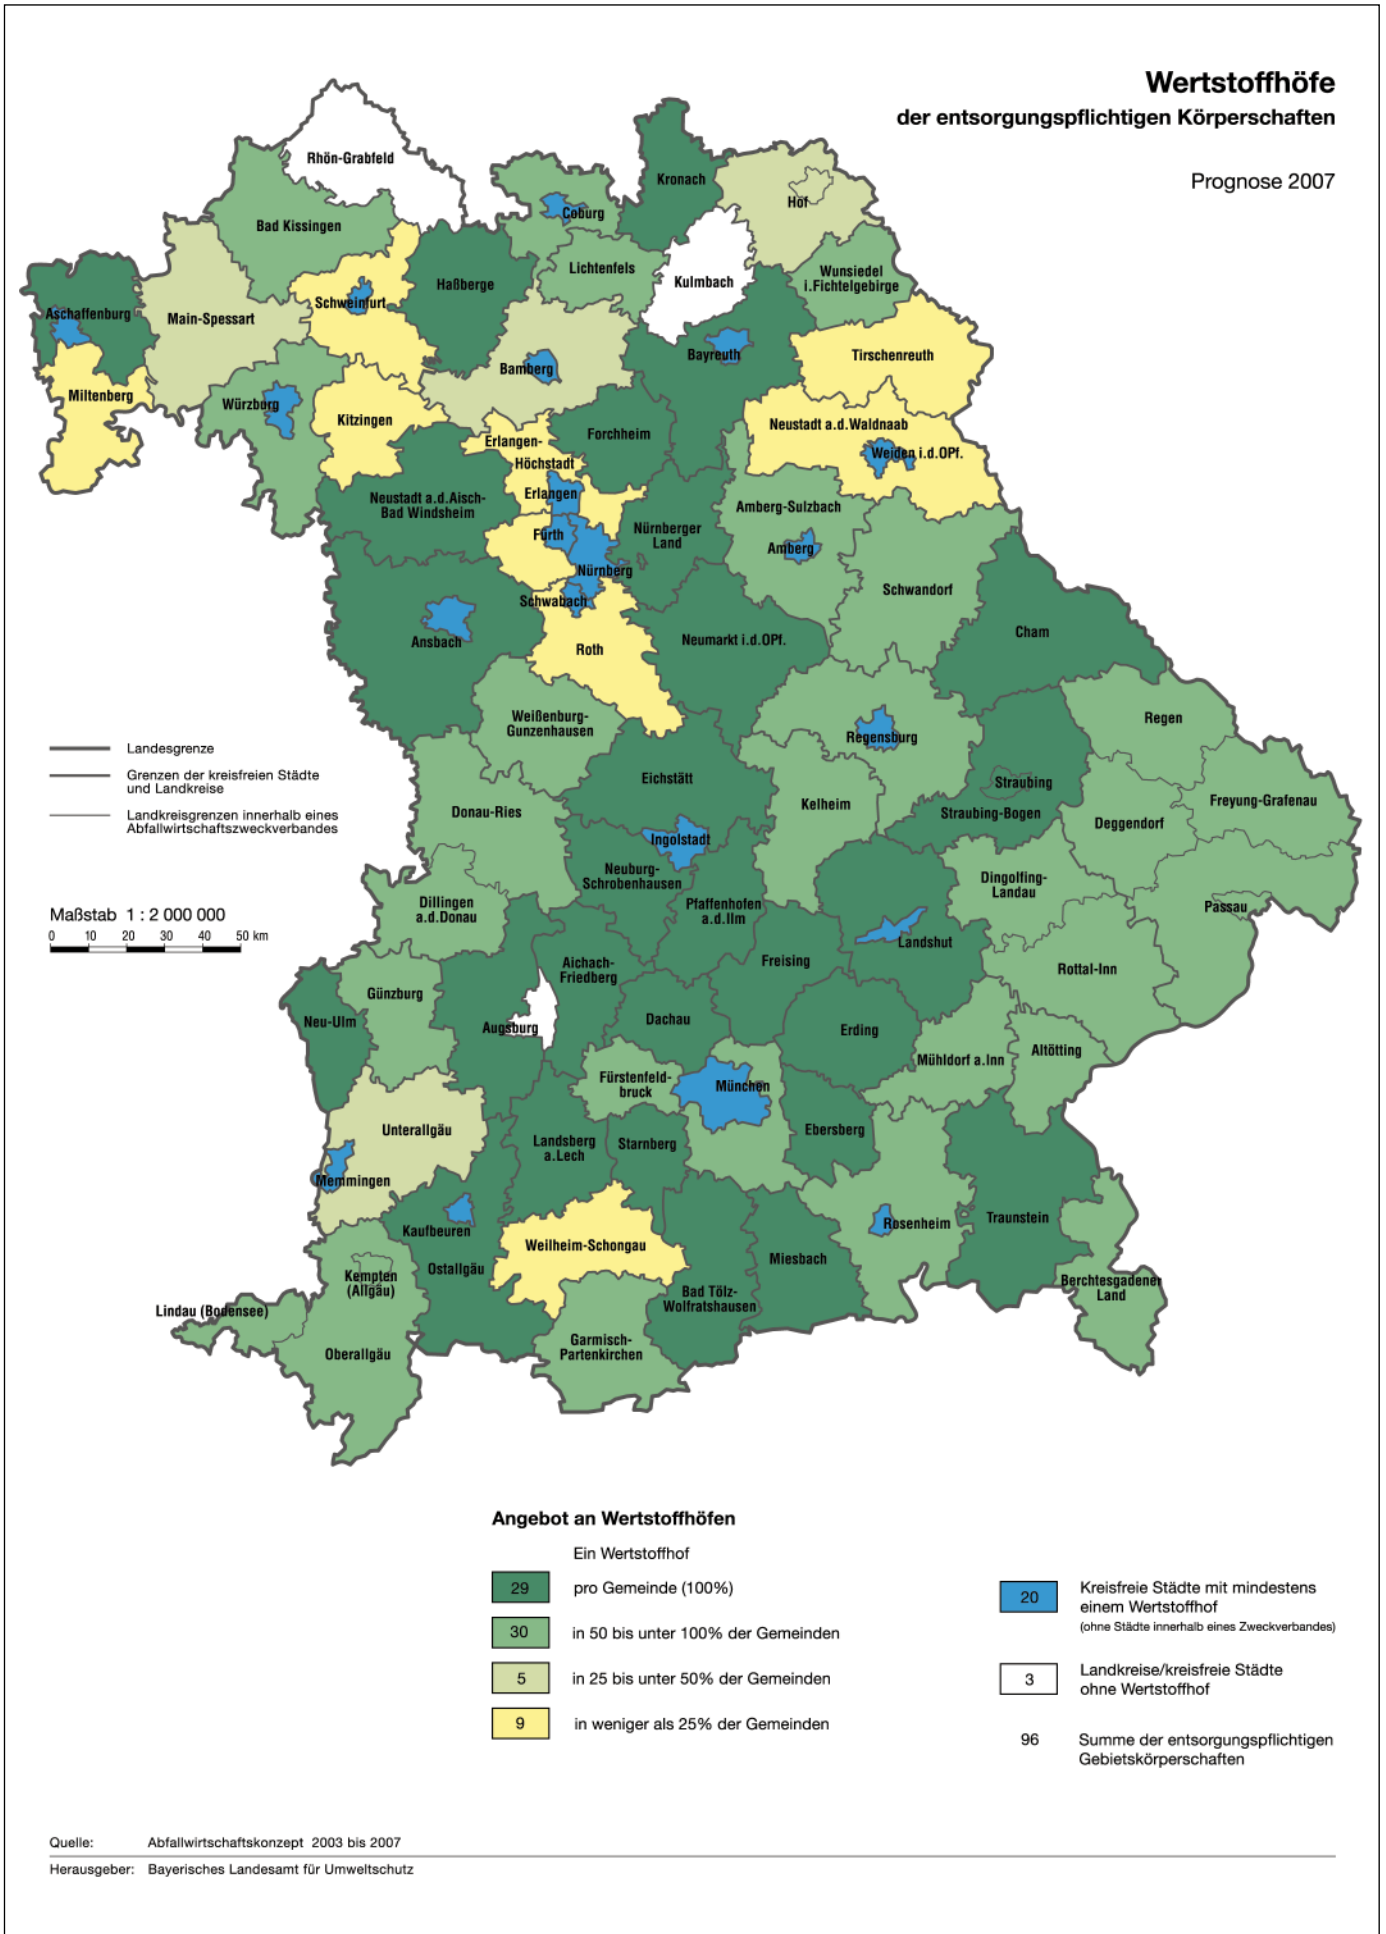 Wertstoffhöfe
der entsorgungspflichtigen Körperschaften
Prognose 2007
Rhön-Grabfeld
Kronach
Hof
Coburg
Bad Kissingen
Lichtenfels
Wunsiedel
i.Fichtelgebirge
Kulmbach
Haßberge
Schweinfurt
Aschaffenburg
Main-Spessart
Bayreuth
Tirschenreuth
Bamberg
Miltenberg
Würzburg
Kitzingen
Neustadt a.d.Waldnaab
Forchheim
Erlangen-
Höchstadt
Weiden i.d.OPf.
Erlangen
Neustadt a.d.Aisch-
Bad Windsheim
Amberg-Sulzbach
Fürth
Nürnberger
Land
Amberg
Nürnberg
Schwandorf
Schwabach
Cham
Ansbach
Roth
Neumarkt i.d.OPf.
Weißenburg-
Gunzenhausen
Regen
Regensburg
Landesgrenze
Grenzen der kreisfreien Städte
und Landkreise
Landkreisgrenzen innerhalb eines
Abfallwirtschaftszweckverbandes
Eichstätt
Straubing
Kelheim
Freyung-Grafenau
Donau-Ries
Straubing-Bogen
Deggendorf
Ingolstadt
Neuburg-
Schrobenhausen
Dingolfing-
Landau
Dillingen
a.d.Donau
Pfaffenhofen
a.d.Ilm
Passau
Maßstab 1 : 2 000 000
0 10 20 30 40 50 km
Landshut
Aichach-
Friedberg
Freising
Rottal-Inn
Günzburg
Neu-Ulm
Augsburg
Dachau
Erding
Altötting
Mühldorf a.Inn
Fürstenfeld-
bruck
München
Unterallgäu
Landsberg
a.Lech
Starnberg
Ebersberg
Memmingen
Kaufbeuren
Traunstein
Rosenheim
Weilheim-Schongau
Miesbach
Ostallgäu
Kempten
(Allgäu)
Bad Tölz-
Wolfratshausen
Berchtesgadener
Land
Lindau (Bodensee)
Oberallgäu
Garmisch-
Partenkirchen
Angebot an Wertstoffhöfen
Ein Wertstoffhof
29 pro Gemeinde (100%)
30 in 50 bis unter 100% der Gemeinden
5 in 25 bis unter 50% der Gemeinden
9 in weniger als 25% der Gemeinden
20 Kreisfreie Städte mit mindestens
einem Wertstoffhof
(ohne Städte innerhalb eines Zweckverbandes)
3 Landkreise/kreisfreie Städte
ohne Wertstoffhof
96 Summe der entsorgungspflichtigen
Gebietskörperschaften
Quelle: Abfallwirtschaftskonzept 2003 bis 2007
Herausgeber: Bayerisches Landesamt für Umweltschutz